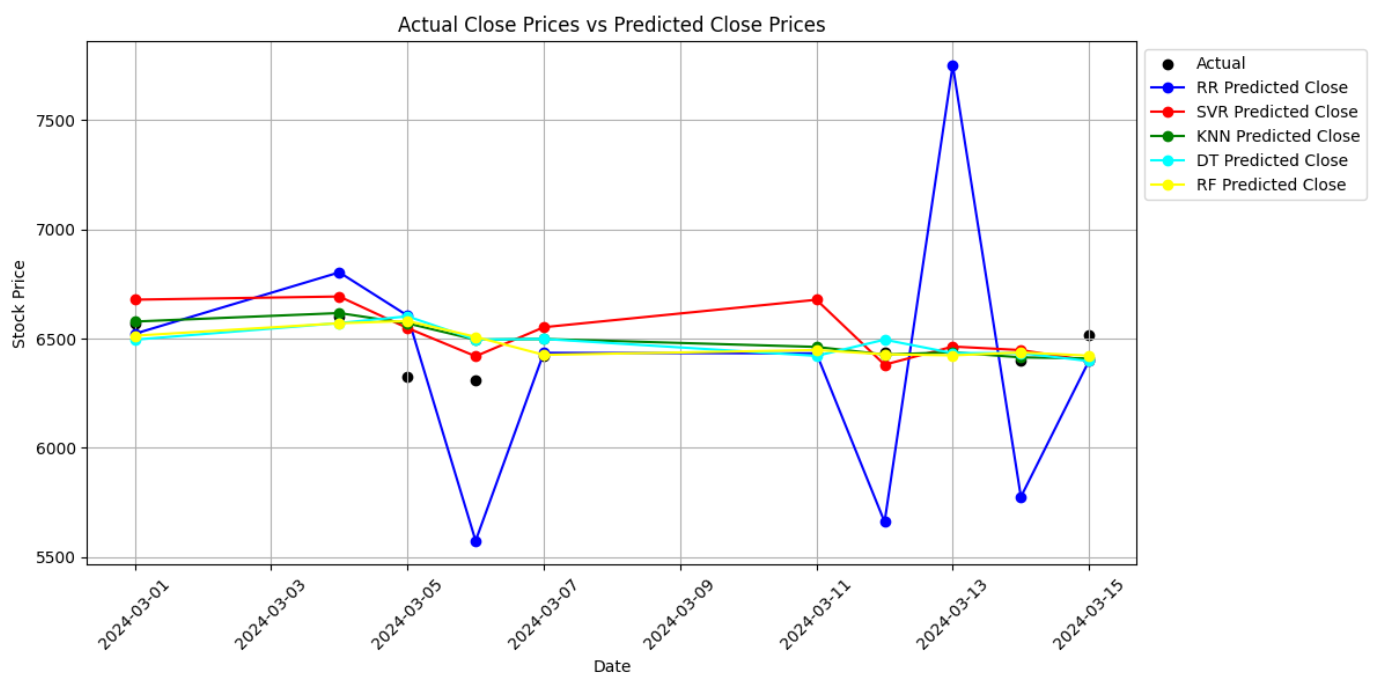 Actual Close Prices vs Predicted Close Prices
Actual
RR Predicted Close
SVR Predicted Close
KNN Predicted Close
DT Predicted Close
RF Predicted Close
Stock Price
7500
7000
6500
6000
5500
2024-03-01
2024-03-03
2024-03-05
2024-03-07
2024-03-09
2024-03-11
2024-03-13
2024-03-15
Date